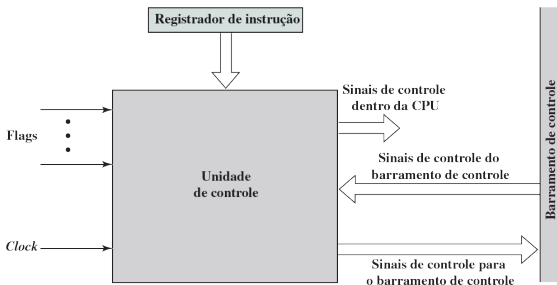 Registrador de instrução
Sinais de controle
dentro da CPU
Flags
Unidade
de controle
Sinais de controle do
barramento de controle
Clock
Sinais de controle para
o barramento de controle
Barramento de controle